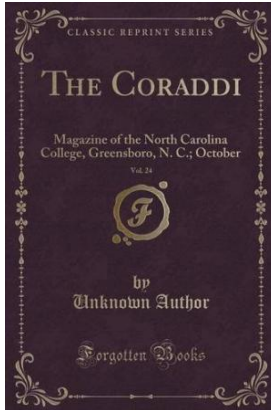 CLASSIC REPRINT SERIES
THE CORADDI
Magazine of the North Carolina
College, Greensboro, N. C.; October
Vol. 24
F
by
Unknown Author
Forgotten Books